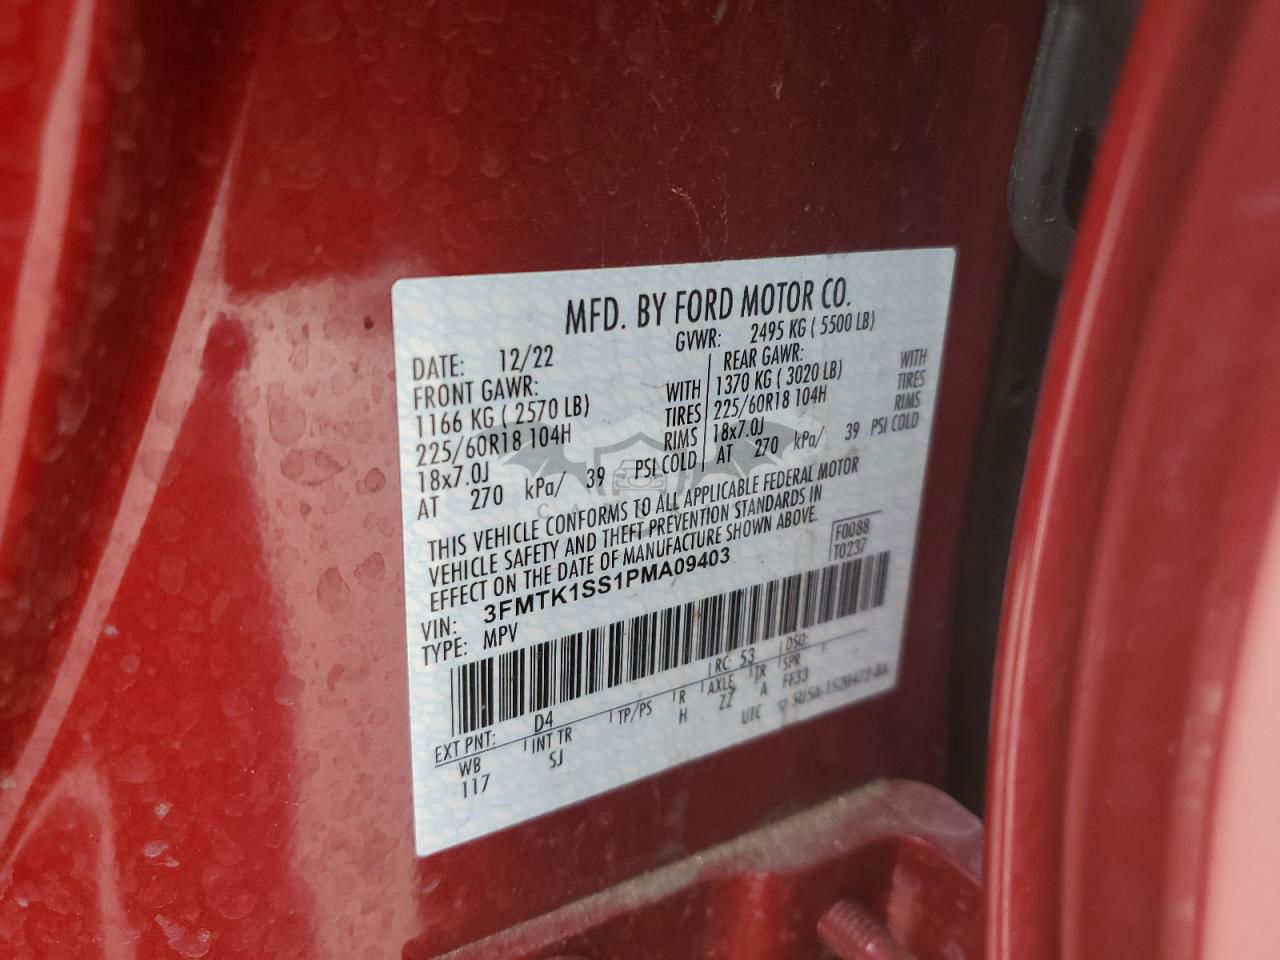 MFD. BY FORD MOTOR CO.
DATE: 12/22 GVWR: 2495 KG ( 5500 LB)
FRONT GAWR: WITH
1166 KG ( 2570 LB) TIRES
225/60R18 104H RIMS
18x7.0J
AT 270 kPa/ 39 PSI COLD
REAR GAWR: WITH
1370 KG ( 3020 LB) TIRES
225/60R18 104H RIMS
18x7.0J
AT 270 kPa/ 39 PSI COLD
THIS VEHICLE CONFORMS TO ALL APPLICABLE FEDERAL MOTOR
VEHICLE SAFETY AND THEFT PREVENTION STANDARDS IN
EFFECT ON THE DATE OF MANUFACTURE SHOWN ABOVE.
VIN: 3FMTK1SS1PMA09403
TYPE: MPV
F0088
T0237
EXT PNT: D4 RC: 53 DSO:
WB INT TR TP/PS R AXLE TR SPR
117 SJ H ZZ A FF33
UTC